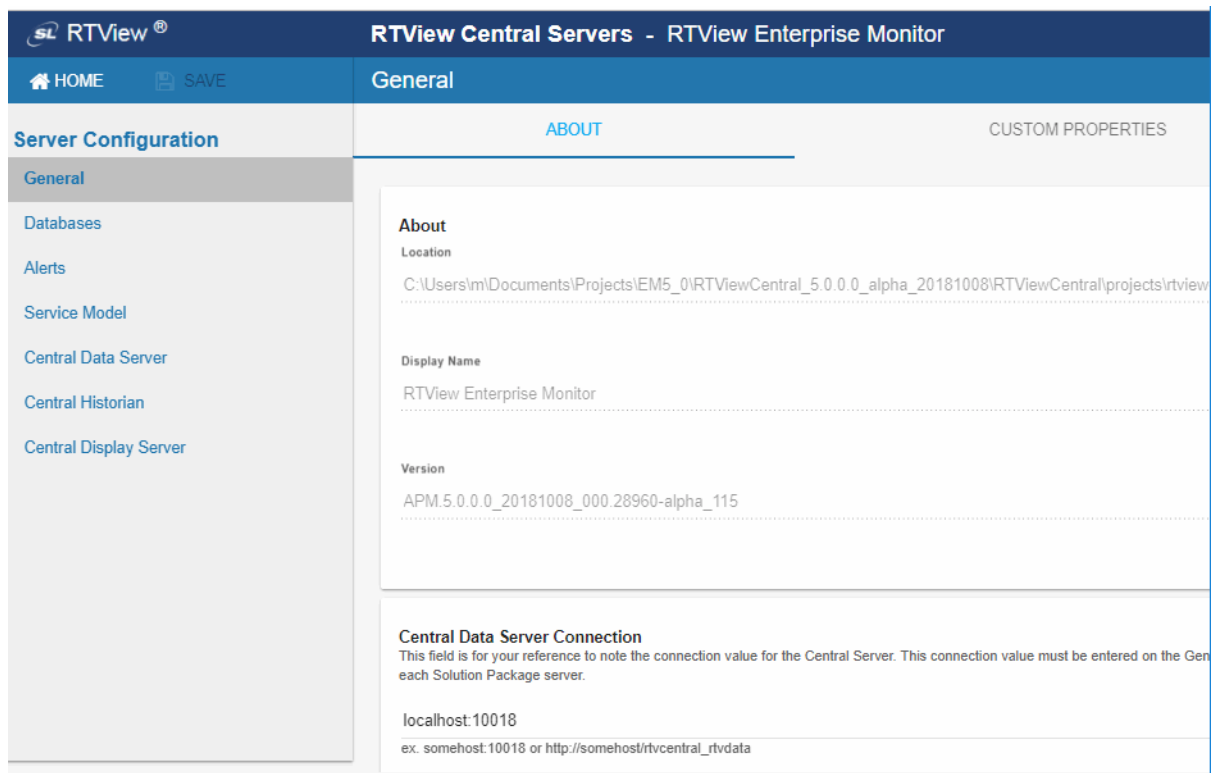 SL RTView ®
RTView Central Servers - RTView Enterprise Monitor
HOME
SAVE
General
Server Configuration
General
Databases
Alerts
Service Model
Central Data Server
Central Historian
Central Display Server
ABOUT
CUSTOM PROPERTIES
About
Location
C:\Users\m\Documents\Projects\EM5_0\RTViewCentral_5.0.0.0_alpha_20181008\RTViewCentral\projects\rtview
Display Name
RTView Enterprise Monitor
Version
APM.5.0.0.0_20181008_000.28960-alpha_115
Central Data Server Connection
This field is for your reference to note the connection value for the Central Server. This connection value must be entered on the Gen
each Solution Package server.
localhost:10018
ex. somehost:10018 or http://somehost/rtvcentral_rtvdata